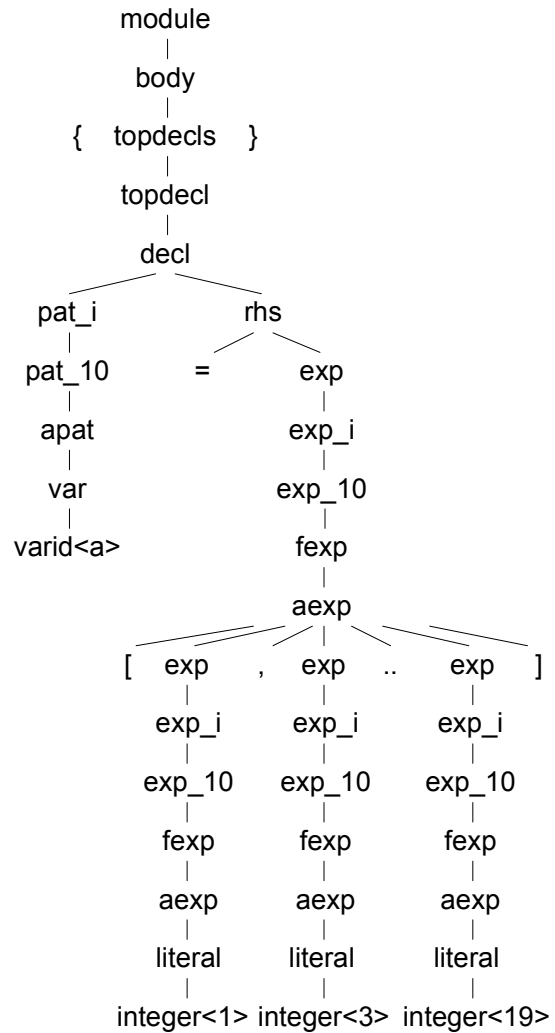 module
body
{ topdecls }
topdecl
decl
pat_i rhs
pat_10 = exp
apat exp_i
var exp_10
varid<a> fexp
aexp
[ exp , exp .. exp ]
exp_i exp_i exp_i
exp_10 exp_10 exp_10
fexp fexp fexp
aexp aexp aexp
literal literal literal
integer<1> integer<3> integer<19>